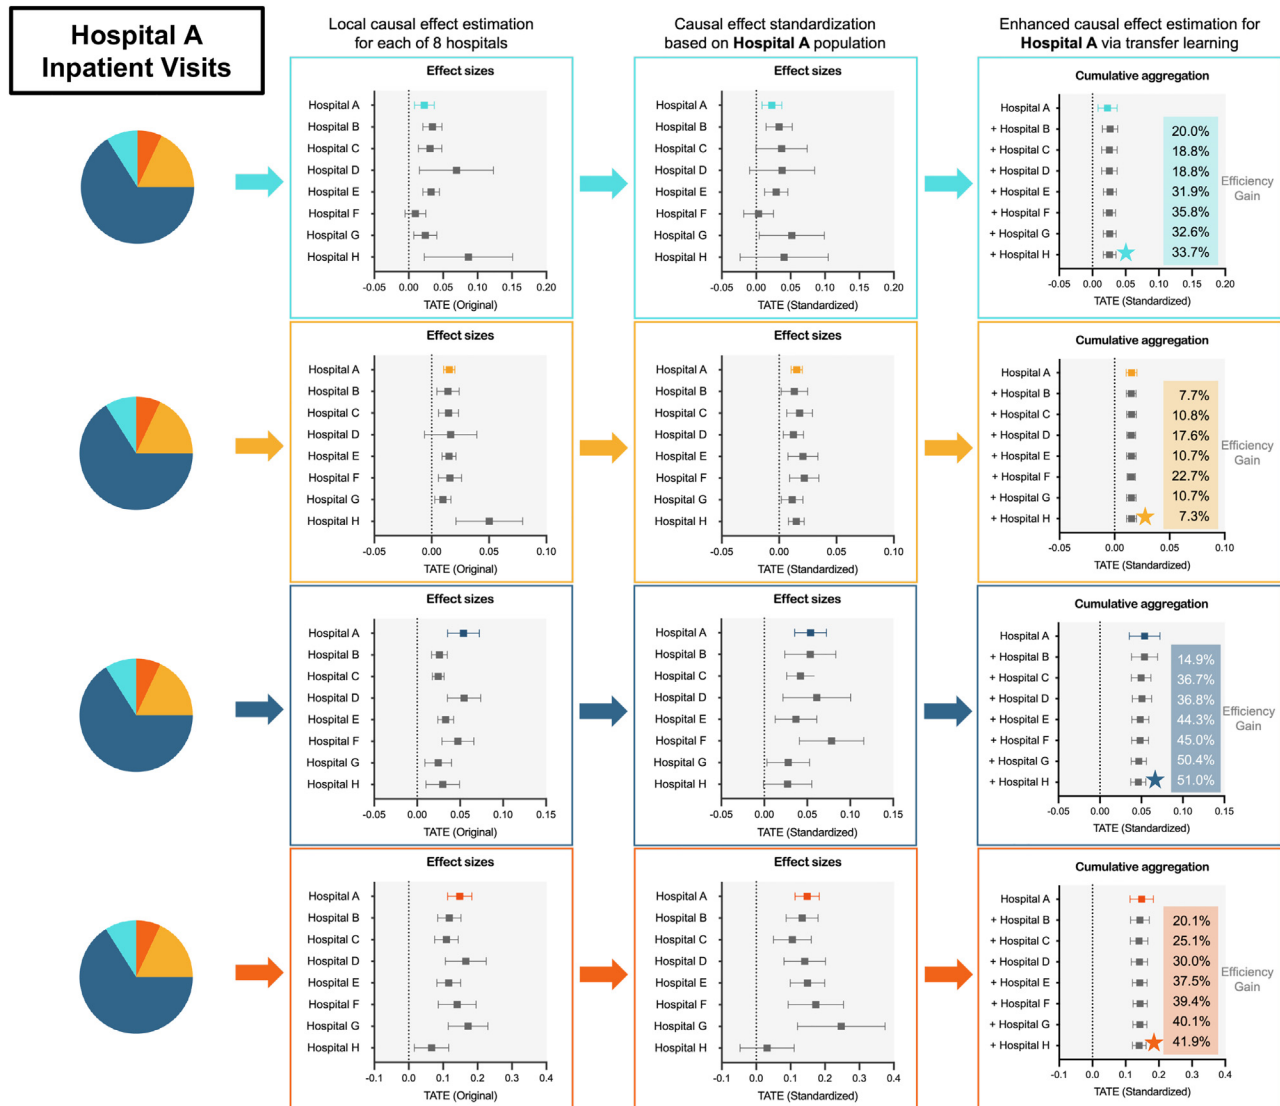 Hospital A
Inpatient Visits
Local causal effect estimation
for each of 8 hospitals
Causal effect standardization
based on Hospital A population
Enhanced causal effect estimation for
Hospital A via transfer learning
Effect sizes
Hospital A
Hospital B
Hospital C
Hospital D
Hospital E
Hospital F
Hospital G
Hospital H
-0.05 0.00 0.05 0.10 0.15 0.20
TATE (Original)
Effect sizes
Hospital A
Hospital B
Hospital C
Hospital D
Hospital E
Hospital F
Hospital G
Hospital H
-0.05 0.00 0.05 0.10 0.15 0.20
TATE (Standardized)
Cumulative aggregation
Hospital A
+ Hospital B 20.0%
+ Hospital C 18.8%
+ Hospital D 18.8%
+ Hospital E 31.9%
+ Hospital F 35.8%
+ Hospital G 32.6%
+ Hospital H 33.7%
Efficiency
Gain
-0.05 0.00 0.05 0.10 0.15 0.20
TATE (Standardized)
Effect sizes
Hospital A
Hospital B
Hospital C
Hospital D
Hospital E
Hospital F
Hospital G
Hospital H
-0.05 0.00 0.05 0.10
TATE (Original)
Effect sizes
Hospital A
Hospital B
Hospital C
Hospital D
Hospital E
Hospital F
Hospital G
Hospital H
-0.05 0.00 0.05 0.10
TATE (Standardized)
Cumulative aggregation
Hospital A
+ Hospital B 7.7%
+ Hospital C 10.8%
+ Hospital D 17.6%
+ Hospital E 10.7%
+ Hospital F 22.7%
+ Hospital G 10.7%
+ Hospital H 7.3%
Efficiency
Gain
-0.05 0.00 0.05 0.10
TATE (Standardized)
Effect sizes
Hospital A
Hospital B
Hospital C
Hospital D
Hospital E
Hospital F
Hospital G
Hospital H
-0.05 0.00 0.05 0.10 0.15
TATE (Original)
Effect sizes
Hospital A
Hospital B
Hospital C
Hospital D
Hospital E
Hospital F
Hospital G
Hospital H
-0.05 0.00 0.05 0.10 0.15
TATE (Standardized)
Cumulative aggregation
Hospital A
+ Hospital B 14.9%
+ Hospital C 36.7%
+ Hospital D 36.8%
+ Hospital E 44.3%
+ Hospital F 45.0%
+ Hospital G 50.4%
+ Hospital H 51.0%
Efficiency
Gain
-0.05 0.00 0.05 0.10 0.15
TATE (Standardized)
Effect sizes
Hospital A
Hospital B
Hospital C
Hospital D
Hospital E
Hospital F
Hospital G
Hospital H
-0.1 0.0 0.1 0.2 0.3 0.4
TATE (Original)
Effect sizes
Hospital A
Hospital B
Hospital C
Hospital D
Hospital E
Hospital F
Hospital G
Hospital H
-0.1 0.0 0.1 0.2 0.3 0.4
TATE (Standardized)
Cumulative aggregation
Hospital A
+ Hospital B 20.1%
+ Hospital C 25.1%
+ Hospital D 30.0%
+ Hospital E 37.5%
+ Hospital F 39.4%
+ Hospital G 40.1%
+ Hospital H 41.9%
Efficiency
Gain
-0.1 0.0 0.1 0.2 0.3 0.4
TATE (Standardized)